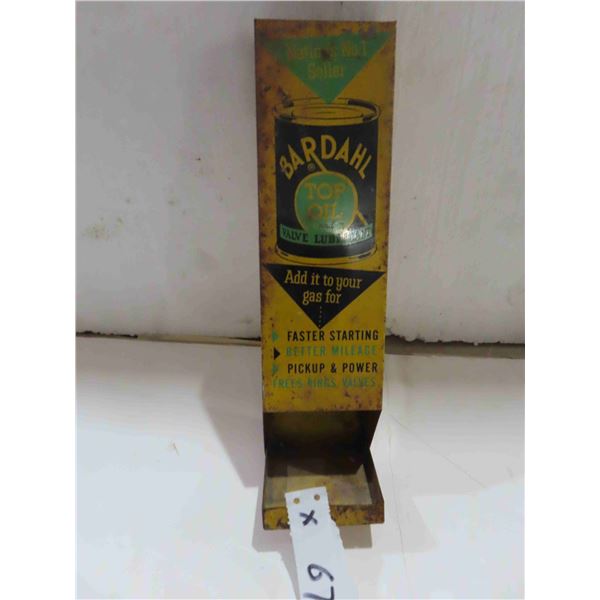 Nation's No.1
Seller
BARDAHL
®
TOP
OIL
VALVE LUBRICANT
Add it to your
gas for
FASTER STARTING
BETTER MILEAGE
PICKUP & POWER
FREES RINGS, VALVES
X 67